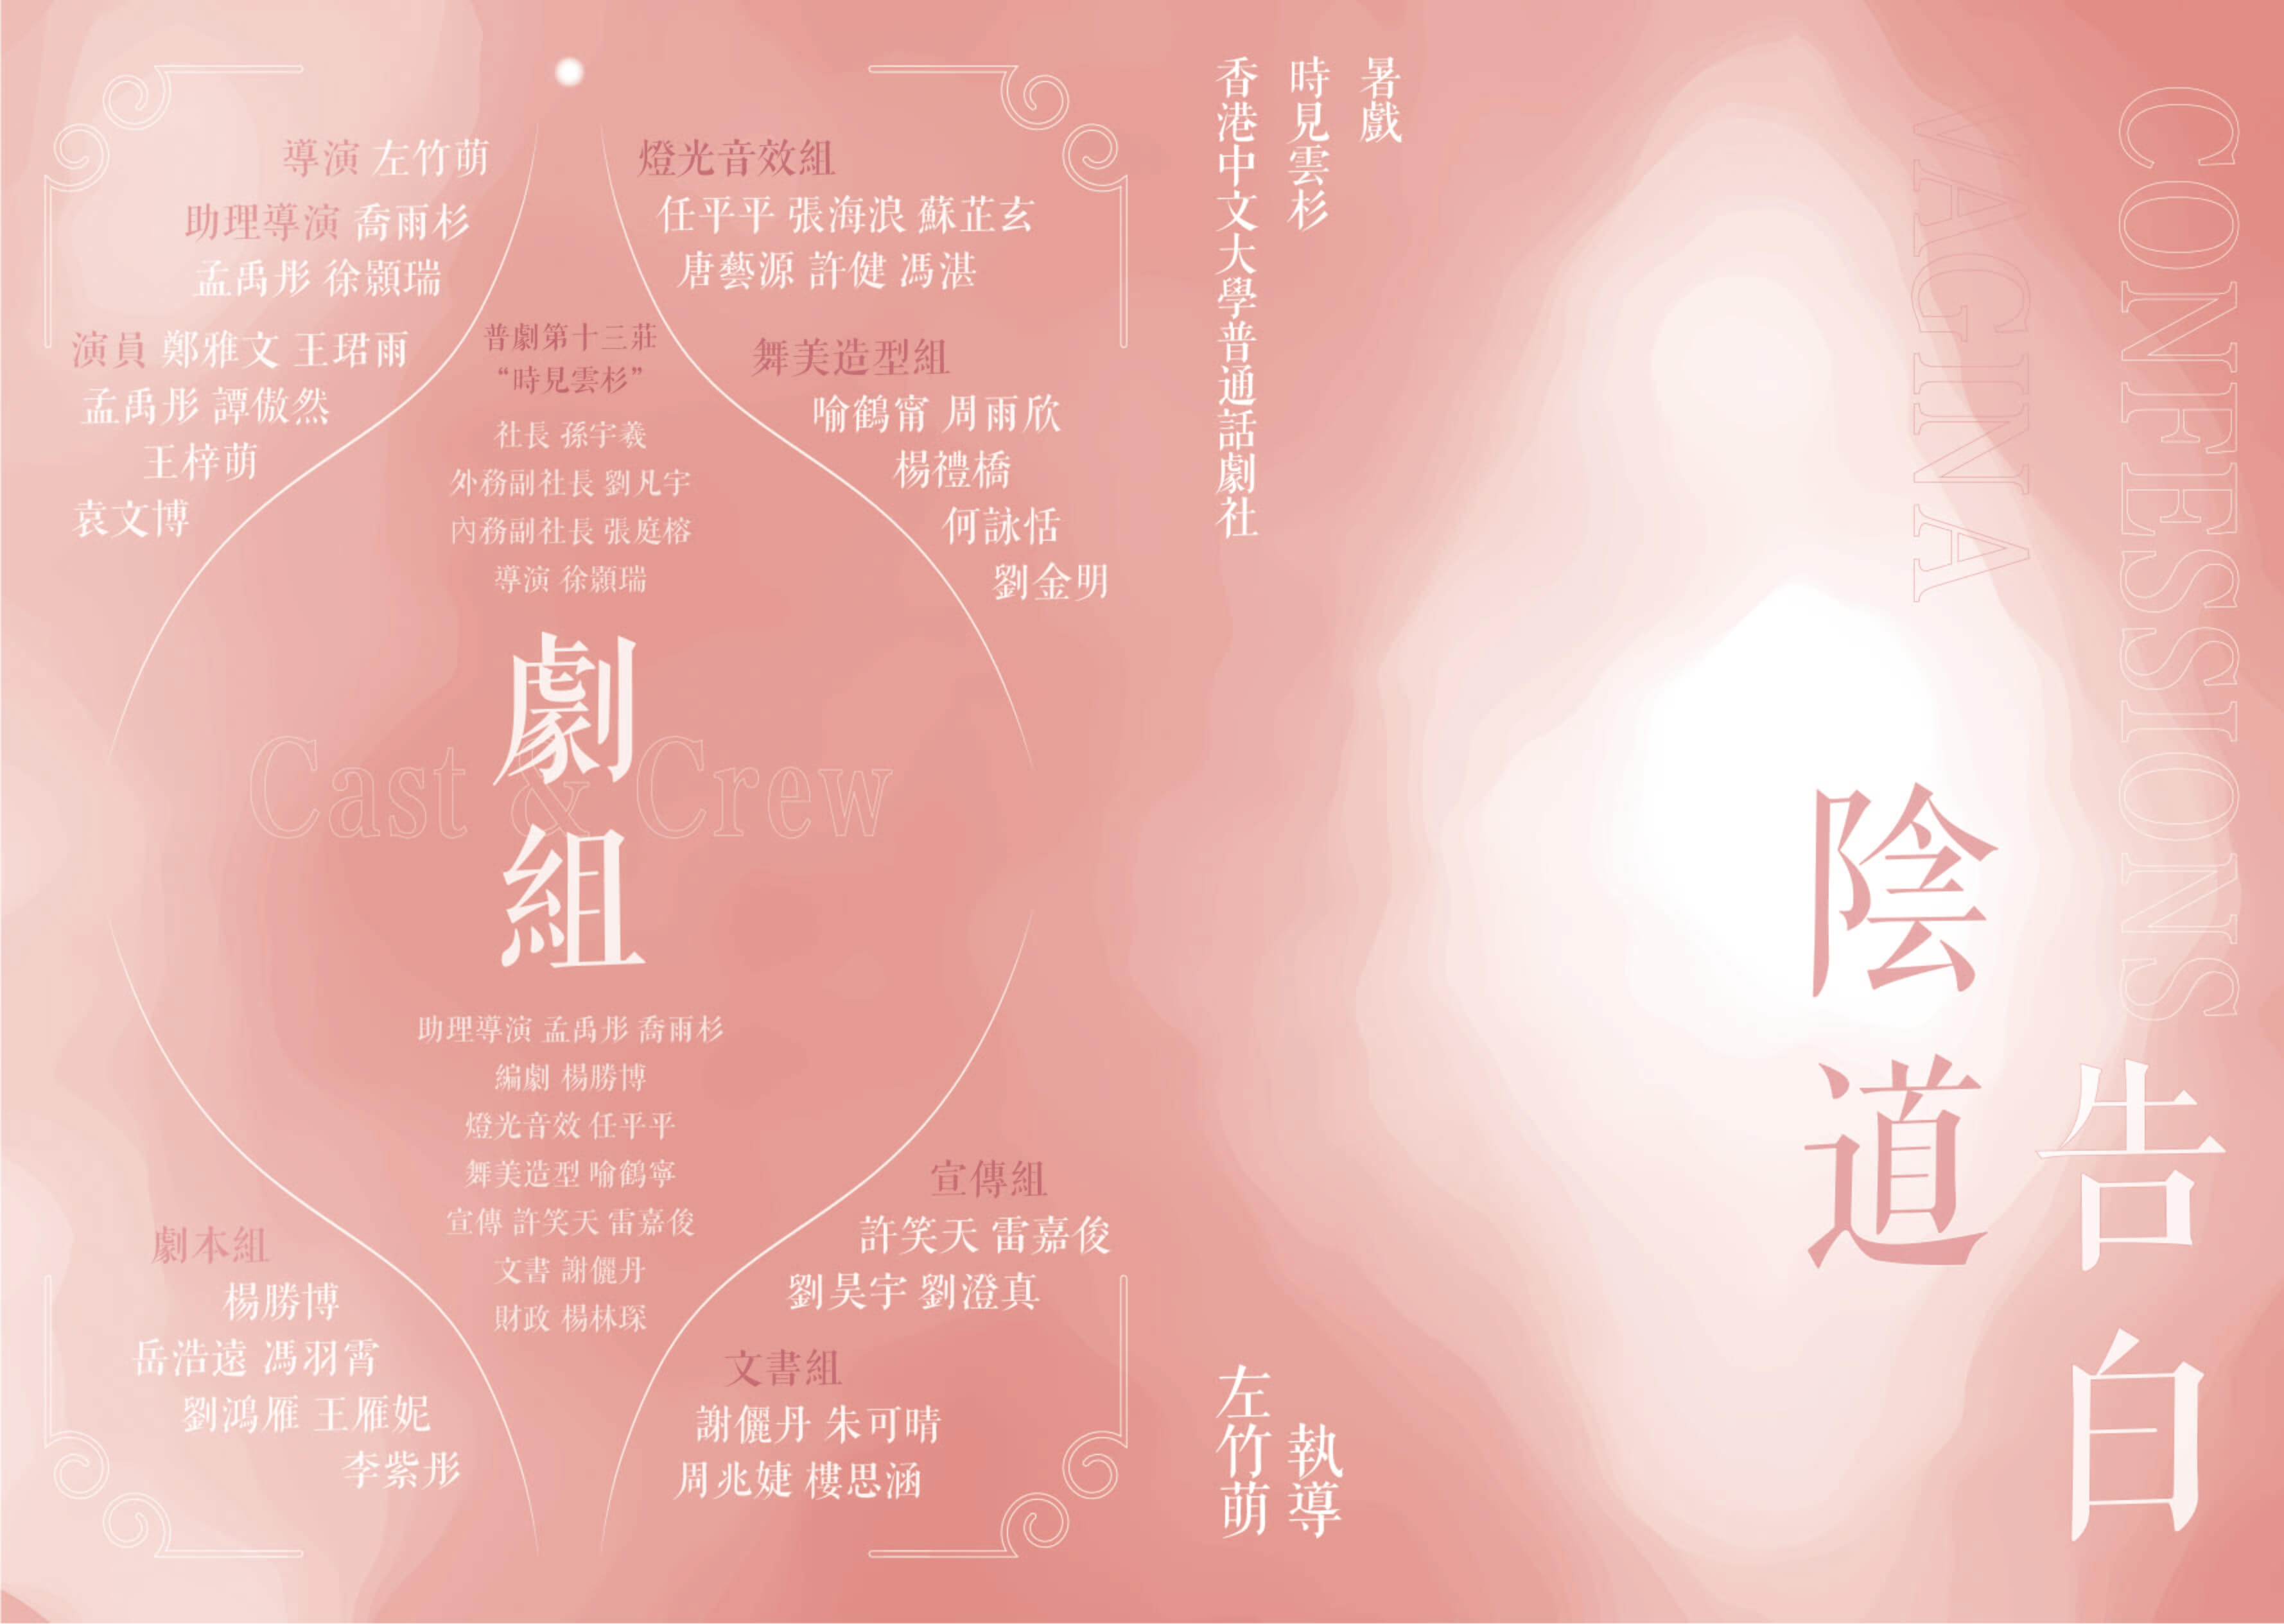 CONFESSIONS
VAGINA
陰道
告白
暑戲
時見雲杉
香港中文大學普通話劇社
執導
左竹萌
導演 左竹萌
助理導演 喬雨杉
孟禹彤 徐顥瑞
演員 鄭雅文 王珺雨
孟禹彤 譚傲然
王梓萌
袁文博
燈光音效組
任平平 張海浪 蘇芷玄
唐藝源 許健 馮湛
舞美造型組
喻鶴甯 周雨欣
楊禮橋
何詠恬
劉金明
普劇第十三莊
“時見雲杉”
社長 孫宇羲
外務副社長 劉凡宇
內務副社長 張庭榕
導演 徐顥瑞
劇組
Cast & Crew
助理導演 孟禹彤 喬雨杉
編劇 楊勝博
燈光音效 任平平
舞美造型 喻鶴寧
宣傳 許笑天 雷嘉俊
文書 謝儷丹
財政 楊林琛
劇本組
楊勝博
岳浩遠 馮羽霄
劉鴻雁 王雁妮
李紫彤
宣傳組
許笑天 雷嘉俊
劉昊宇 劉澄真
文書組
謝儷丹 朱可晴
周兆婕 樓思涵